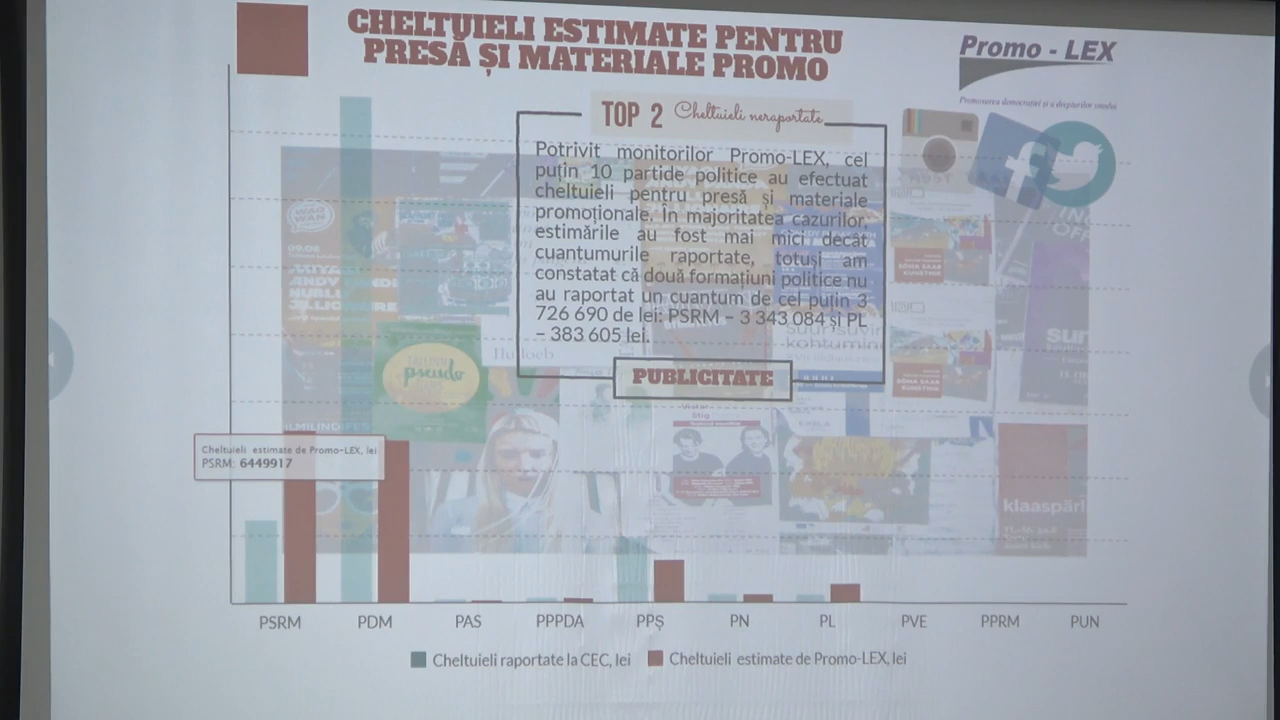 CHELTUIELI ESTIMATE PENTRU
PRESĂ ȘI MATERIALE PROMO
Promo - LEX
Promovarea democrației și a drepturilor omului
TOP 2 Cheltuieli neraportate
Potrivit monitorilor Promo-LEX, cel
puțin 10 partide politice au efectuat
cheltuieli pentru presă și materiale
promoționale. În majoritatea cazurilor,
estimările au fost mai mici decât
cuantumurile raportate, totuși am
constatat că două formațiuni politice nu
au raportat un cuantum de cel puțin 3
726 690 de lei: PSRM – 3 343 084 și PL
– 383 605 lei.
PUBLICITATE
pseudo
kohtumini
klaaspäri
Cheltuieli estimate de Promo-LEX, lei
PSRM: 6449917
PSRM PDM PAS PPPDA PPȘ PN PL PVE PPRM PUN
Cheltuieli raportate la CEC, lei Cheltuieli estimate de Promo-LEX, lei